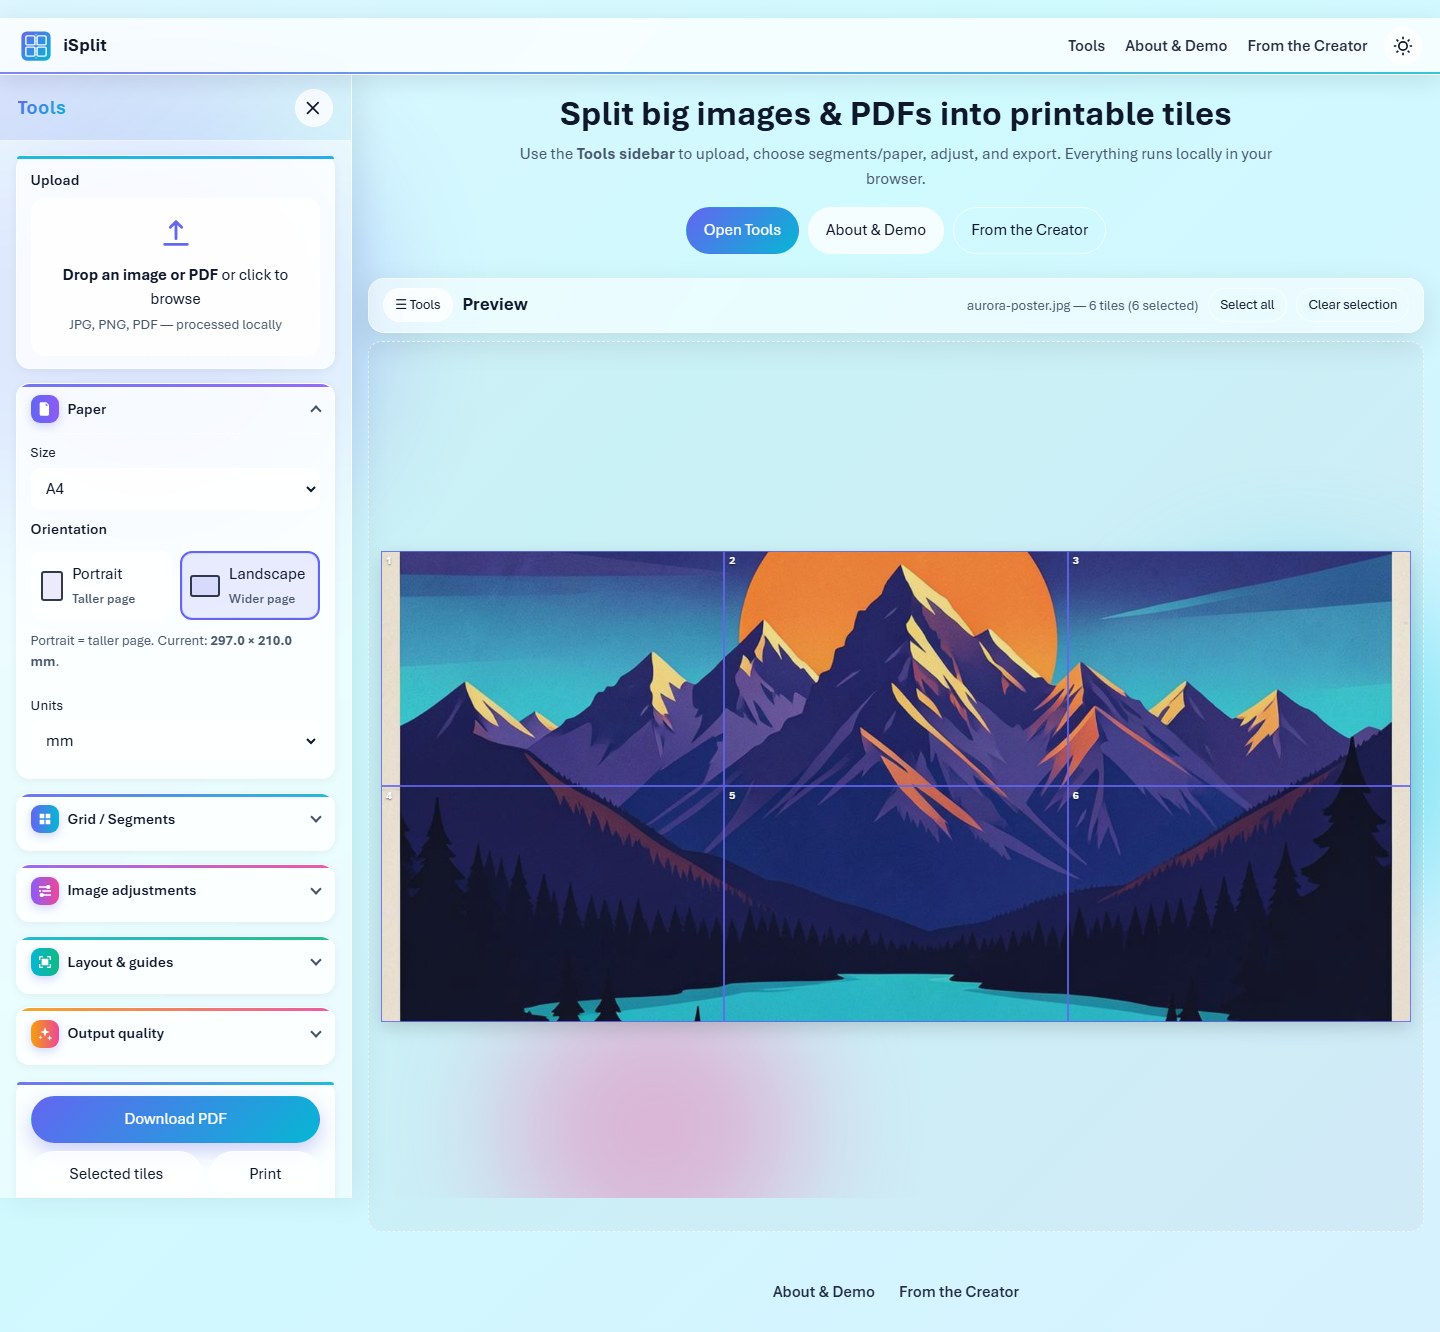 iSplit
Tools
About & Demo
From the Creator
Tools
Upload
Drop an image or PDF or click to
browse
JPG, PNG, PDF — processed locally
Paper
Size
A4
Orientation
Portrait
Taller page
Landscape
Wider page
Portrait = taller page. Current: 297.0 × 210.0
mm.
Units
mm
Grid / Segments
Image adjustments
Layout & guides
Output quality
Download PDF
Selected tiles
Print
Split big images & PDFs into printable tiles
Use the Tools sidebar to upload, choose segments/paper, adjust, and export. Everything runs locally in your
browser.
Open Tools
About & Demo
From the Creator
☰ Tools
Preview
aurora-poster.jpg — 6 tiles (6 selected)
Select all
Clear selection
1
2
3
4
5
6
About & Demo
From the Creator